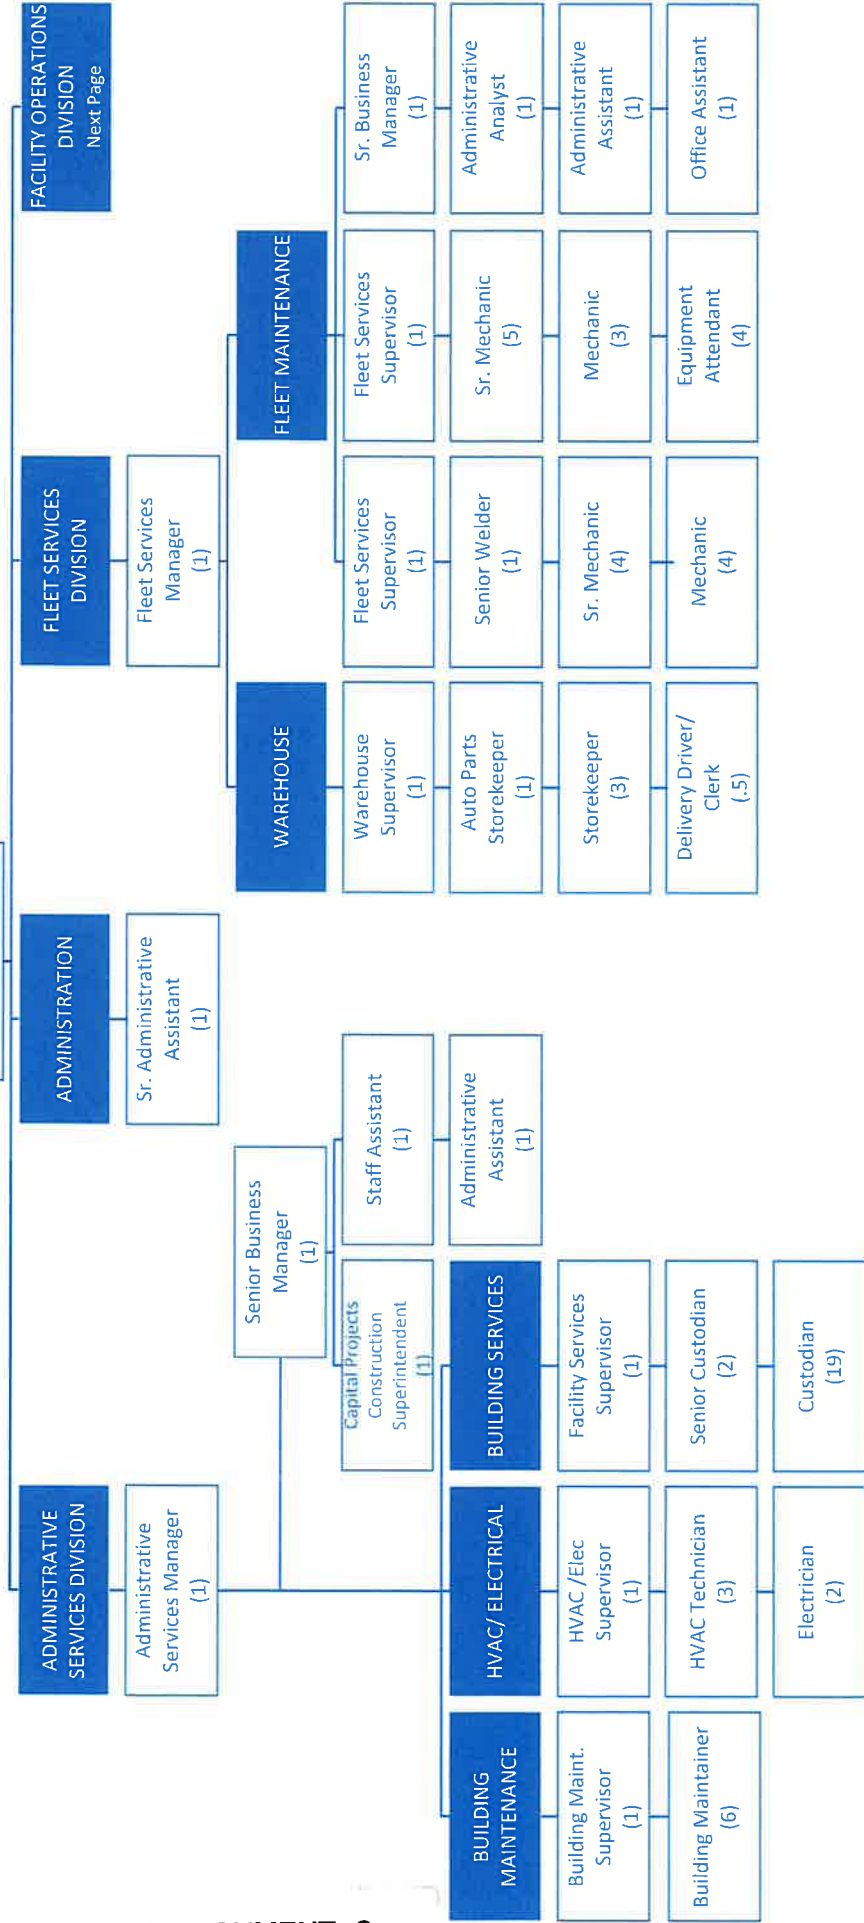 ADMINISTRATIVE
SERVICES DIVISION
Administrative
Services Manager
(1)
Senior Business
Manager
(1)
Capital Projects
Construction
Superintendent
(1)
Staff Assistant
(1)
Administrative
Assistant
(1)
BUILDING
MAINTENANCE
Building Maint.
Supervisor
(1)
Building Maintainer
(6)
HVAC/ ELECTRICAL
HVAC /Elec
Supervisor
(1)
HVAC Technician
(3)
Electrician
(2)
BUILDING SERVICES
Facility Services
Supervisor
(1)
Senior Custodian
(2)
Custodian
(19)
ADMINISTRATION
Sr. Administrative
Assistant
(1)
FLEET SERVICES
DIVISION
Fleet Services
Manager
(1)
WAREHOUSE
Warehouse
Supervisor
(1)
Auto Parts
Storekeeper
(1)
Storekeeper
(3)
Delivery Driver/
Clerk
(.5)
FLEET MAINTENANCE
Fleet Services
Supervisor
(1)
Senior Welder
(1)
Sr. Mechanic
(4)
Mechanic
(4)
Fleet Services
Supervisor
(1)
Sr. Mechanic
(5)
Mechanic
(3)
Equipment
Attendant
(4)
Sr. Business
Manager
(1)
Administrative
Analyst
(1)
Administrative
Assistant
(1)
Office Assistant
(1)
FACILITY OPERATIONS
DIVISION
Next Page